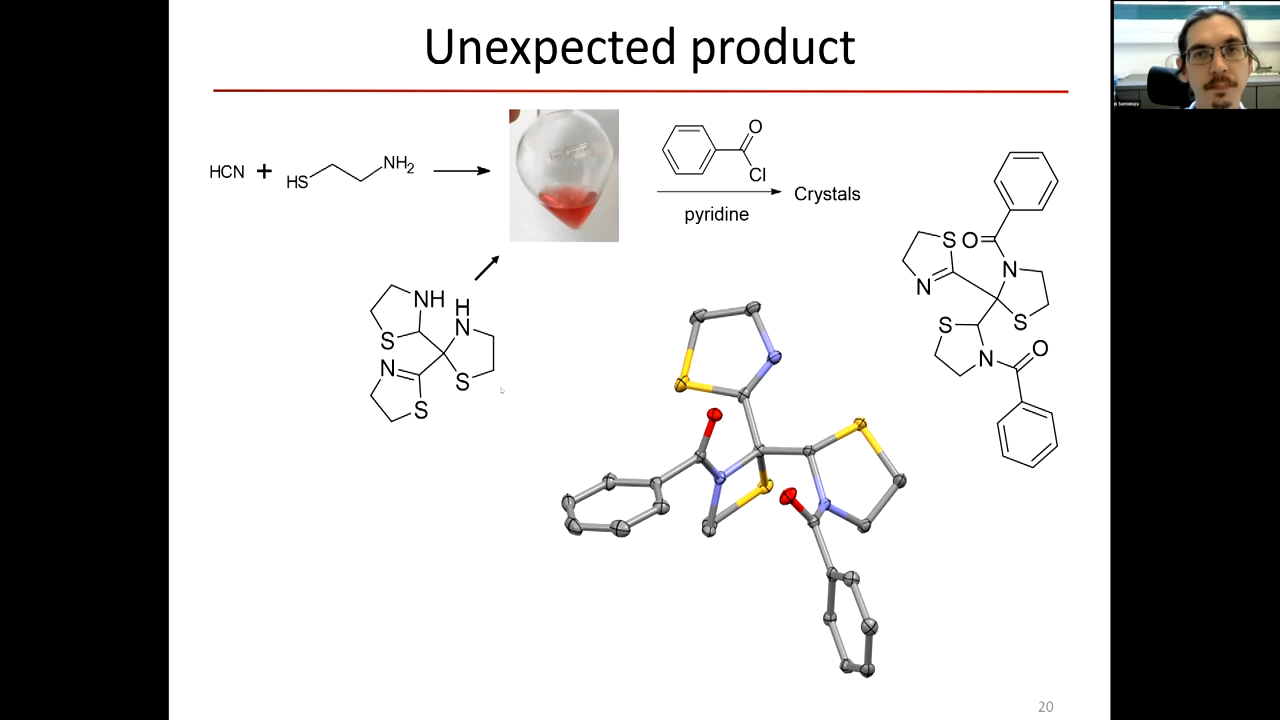 Unexpected product
HCN + HS NH2
O
Cl
pyridine
Crystals
NH
H
N
S
N
S
S
S
O
N
N
S
S
N
O
20